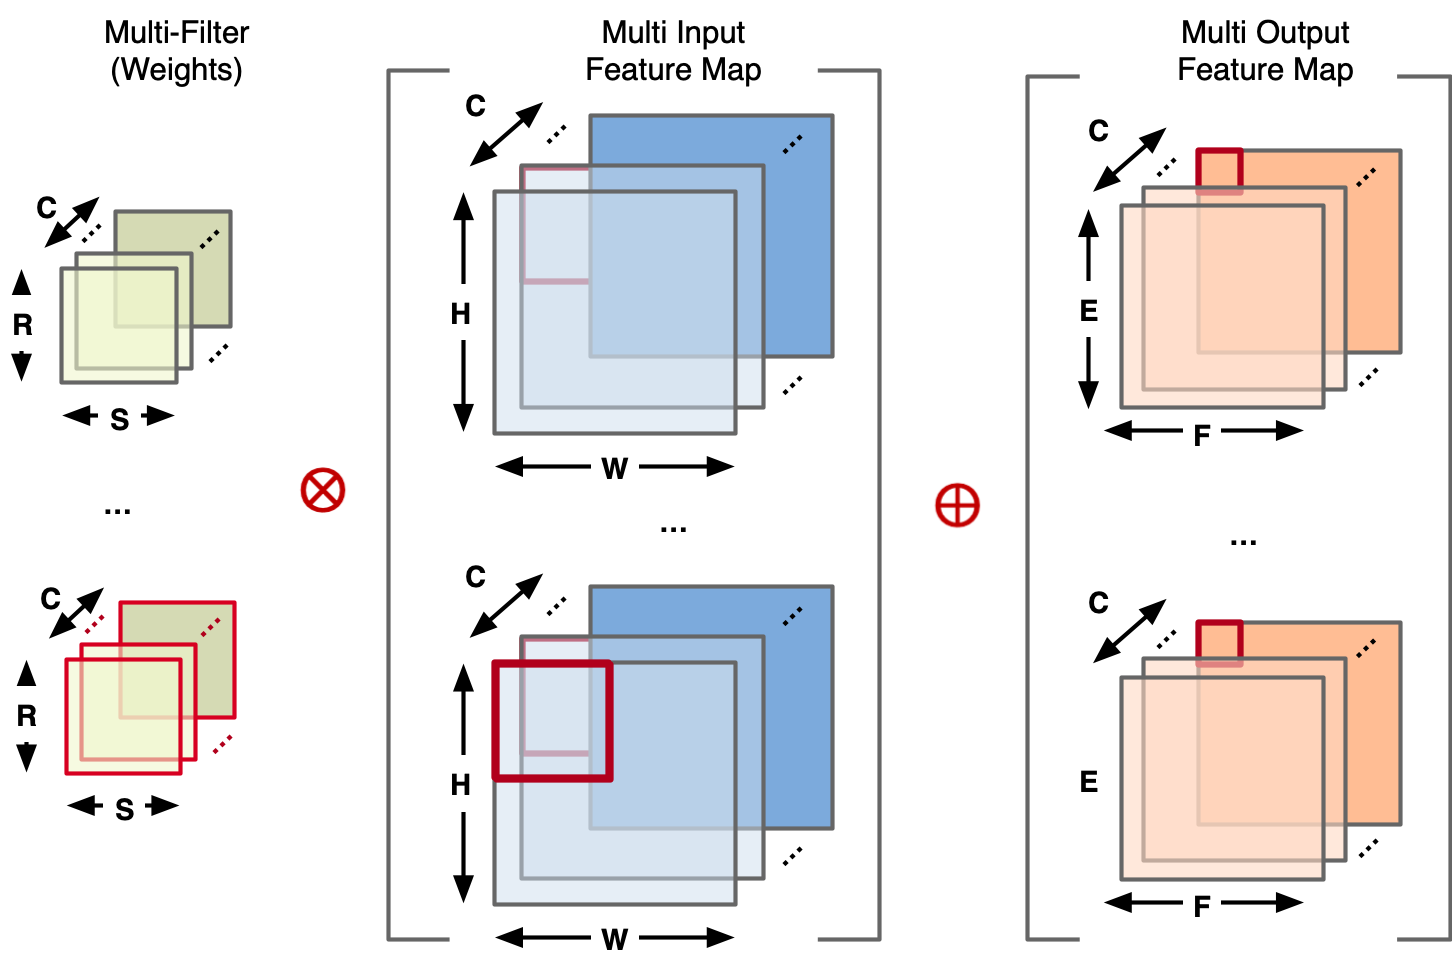 Multi-Filter
(Weights)
Multi Input
Feature Map
Multi Output
Feature Map
C
R
S
...
C
R
S
C
H
W
...
C
H
W
C
E
F
...
C
E
F